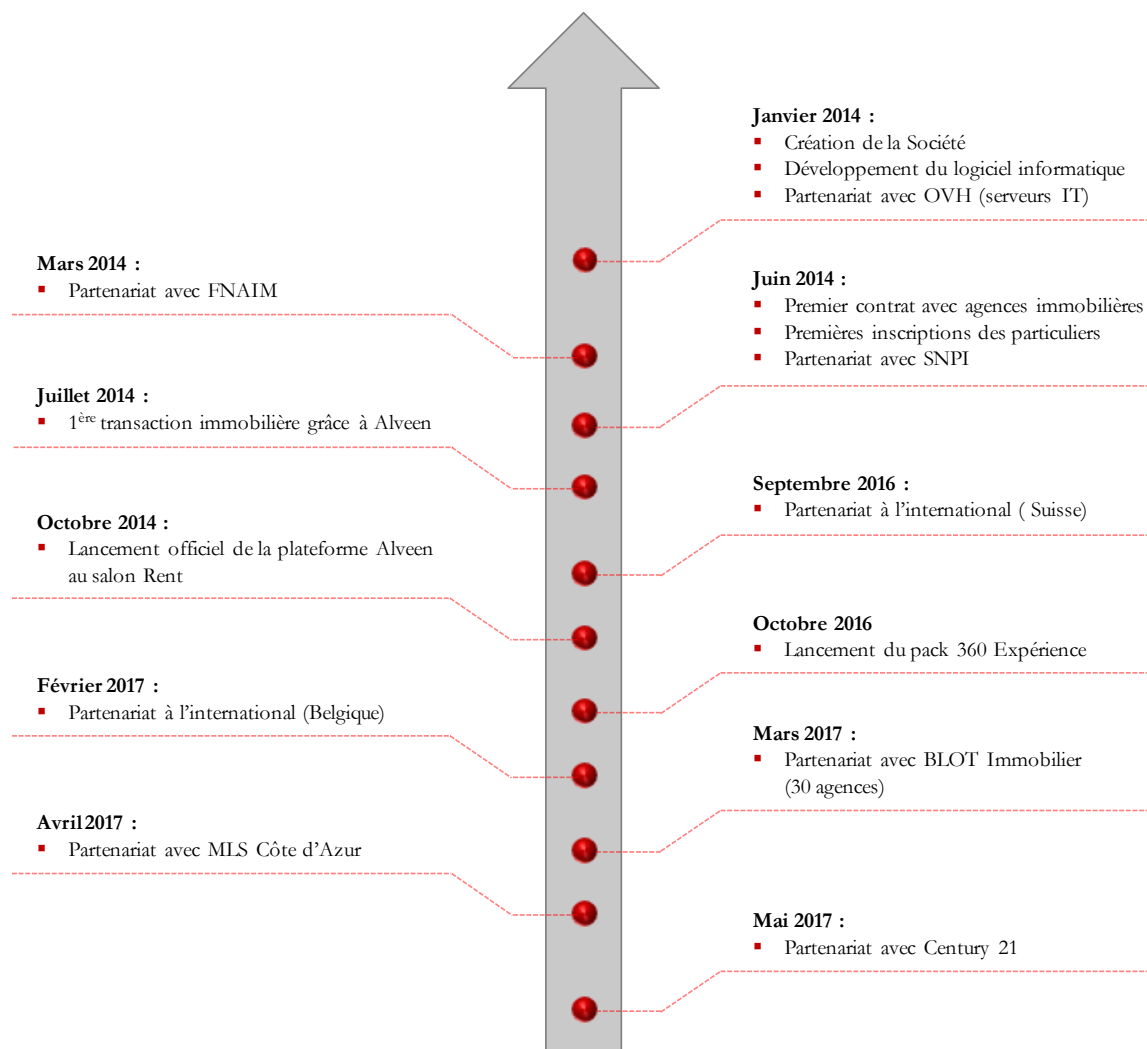 Janvier 2014 :
▪ Création de la Société
▪ Développement du logiciel informatique
▪ Partenariat avec OVH (serveurs IT)
Mars 2014 :
▪ Partenariat avec FNAIM
Juin 2014 :
▪ Premier contrat avec agences immobilières
▪ Premières inscriptions des particuliers
▪ Partenariat avec SNPI
Juillet 2014 :
▪ 1ère transaction immobilière grâce à Alveen
Septembre 2016 :
▪ Partenariat à l’international ( Suisse)
Octobre 2014 :
▪ Lancement officiel de la plateforme Alveen
au salon Rent
Octobre 2016
▪ Lancement du pack 360 Expérience
Février 2017 :
▪ Partenariat à l’international (Belgique)
Mars 2017 :
▪ Partenariat avec BLOT Immobilier
(30 agences)
Avril 2017 :
▪ Partenariat avec MLS Côte d’Azur
Mai 2017 :
▪ Partenariat avec Century 21